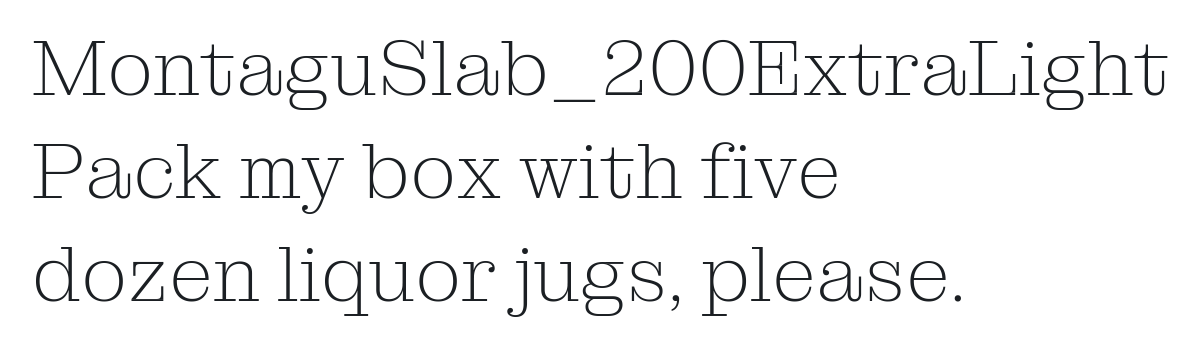 MontaguSlab_200ExtraLight
Pack my box with five
dozen liquor jugs, please.